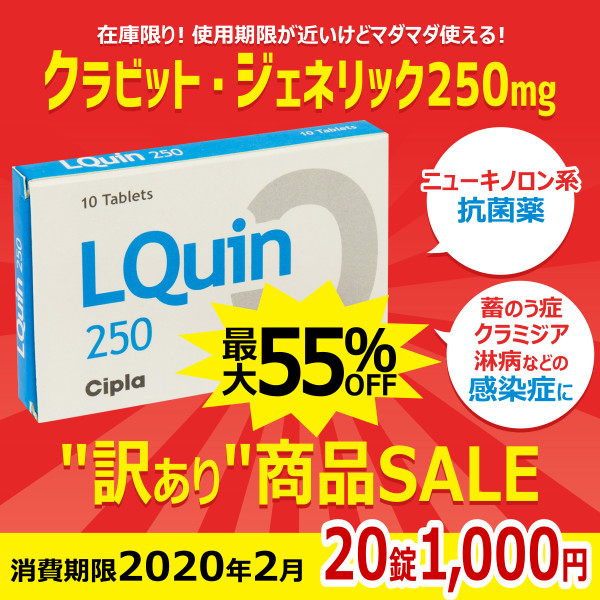 在庫限り! 使用期限が近いけどマダマダ使える!
クラビット・ジェネリック250mg
LQuin 250
10 Tablets
LQuin
250
Cipla
LQuin 250
ニューキノロン系
抗菌薬
蓄のう症
クラミジア
淋病などの
感染症に
最大55%OFF
"訳あり"商品SALE
消費期限2020年2月
20錠1,000円